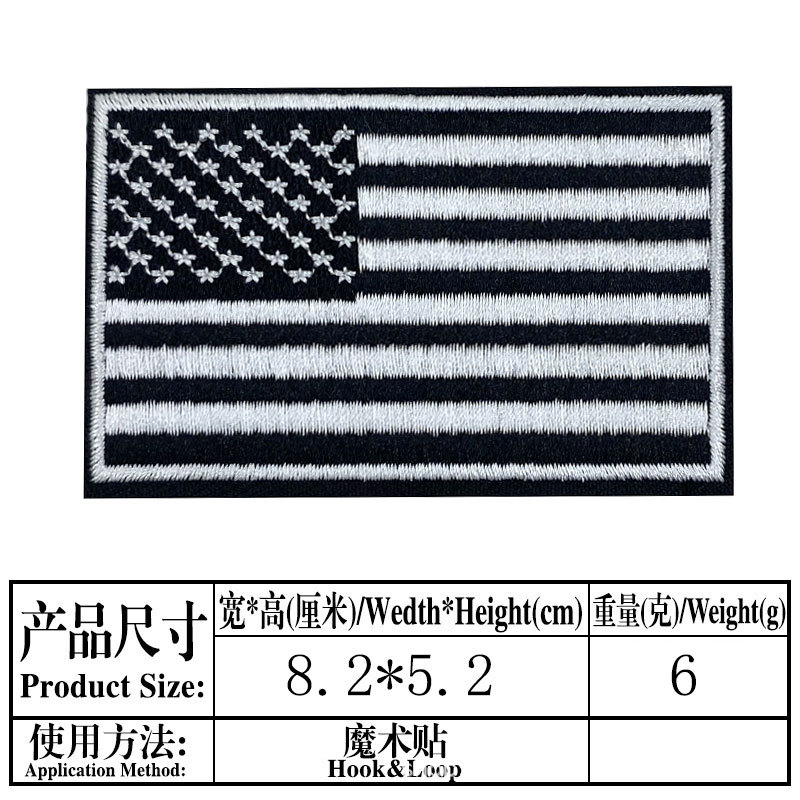 产品尺寸
Product Size:
宽*高(厘米)/Wedth*Height(cm)
重量(克)/Weight(g)
8.2*5.2
6
使用方法:
Application Method:
魔术贴
Hook&Loop